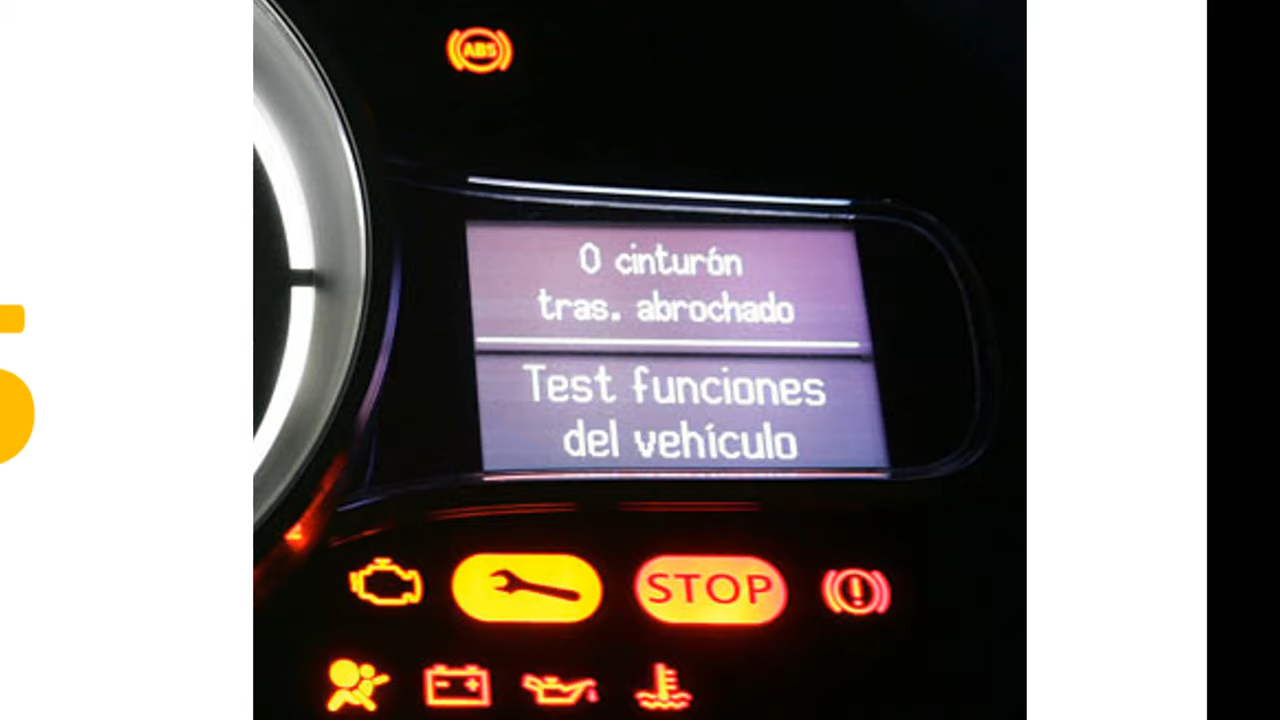 ABS
0 cinturón
tras. abrochado
Test funciones
del vehículo
STOP